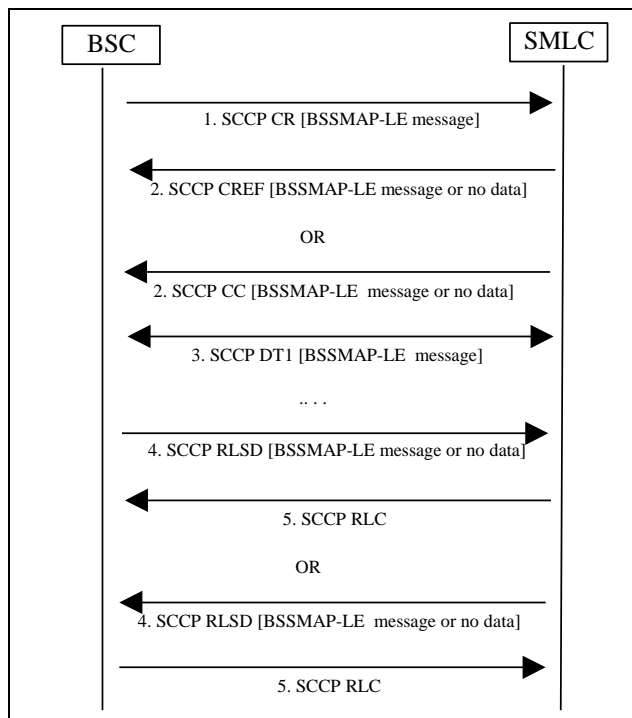 BSC
SMLC
1. SCCP CR [BSSMAP-LE message]
2. SCCP CREF [BSSMAP-LE message or no data]
OR
2. SCCP CC [BSSMAP-LE message or no data]
3. SCCP DT1 [BSSMAP-LE message]
.. . .
4. SCCP RLSD [BSSMAP-LE message or no data]
5. SCCP RLC
OR
4. SCCP RLSD [BSSMAP-LE message or no data]
5. SCCP RLC